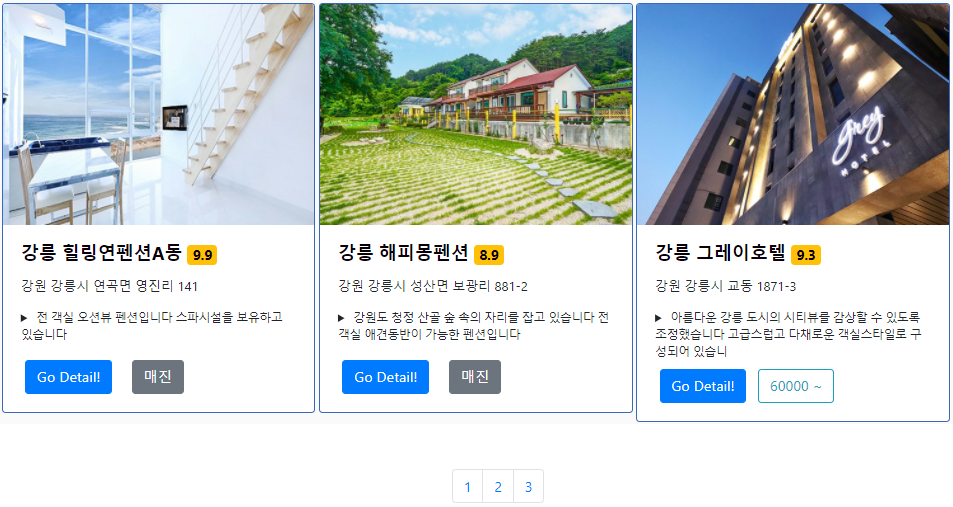 grey
HOTEL
강릉 힐링연펜션A동 9.9
강원 강릉시 연곡면 영진리 141
▶ 전 객실 오션뷰 펜션입니다 스파시설을 보유하고
있습니다
Go Detail! 매진
강릉 해피몽펜션 8.9
강원 강릉시 성산면 보광리 881-2
▶ 강원도 청정 산골 숲 속의 자리를 잡고 있습니다 전
객실 애견동반이 가능한 펜션입니다
Go Detail! 매진
강릉 그레이호텔 9.3
강원 강릉시 교동 1871-3
▶ 아름다운 강릉 도시의 시티뷰를 감상할 수 있도록
조정했습니다 고급스럽고 다채로운 객실스타일로 구
성되어 있습니
Go Detail! 60000 ~
1 2 3